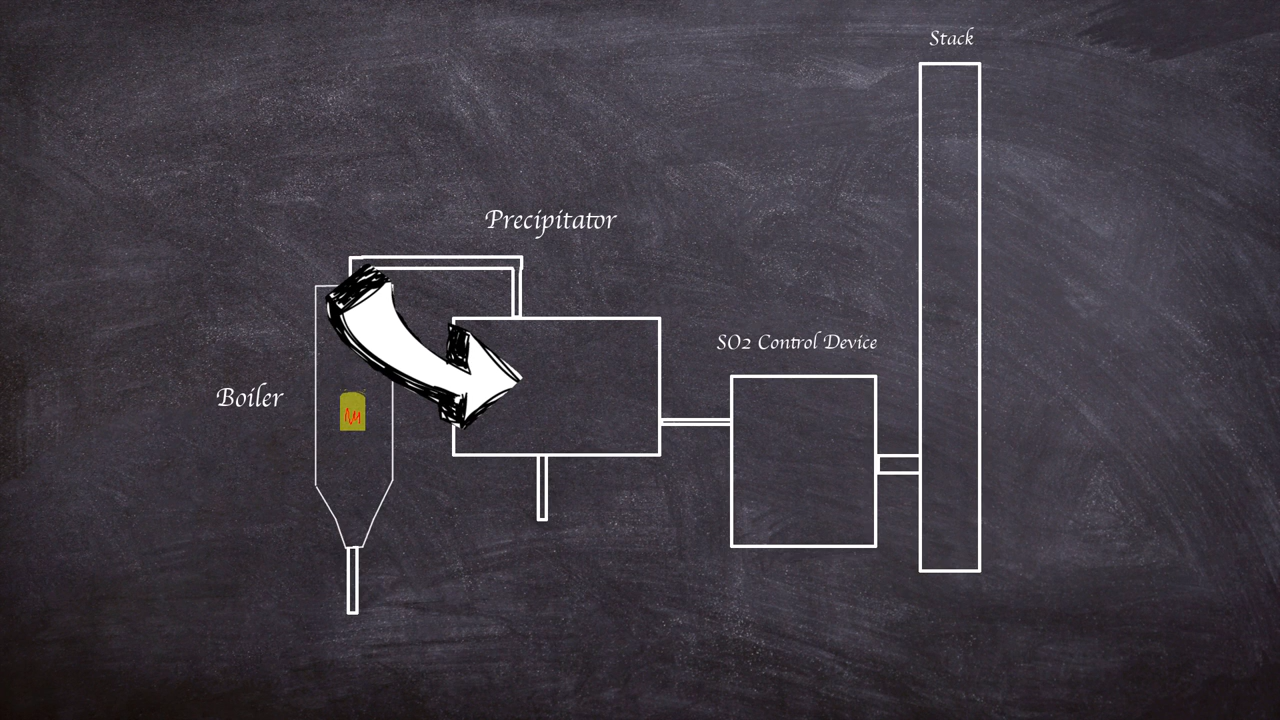 Stack
Precipitator
SO2 Control Device
Boiler